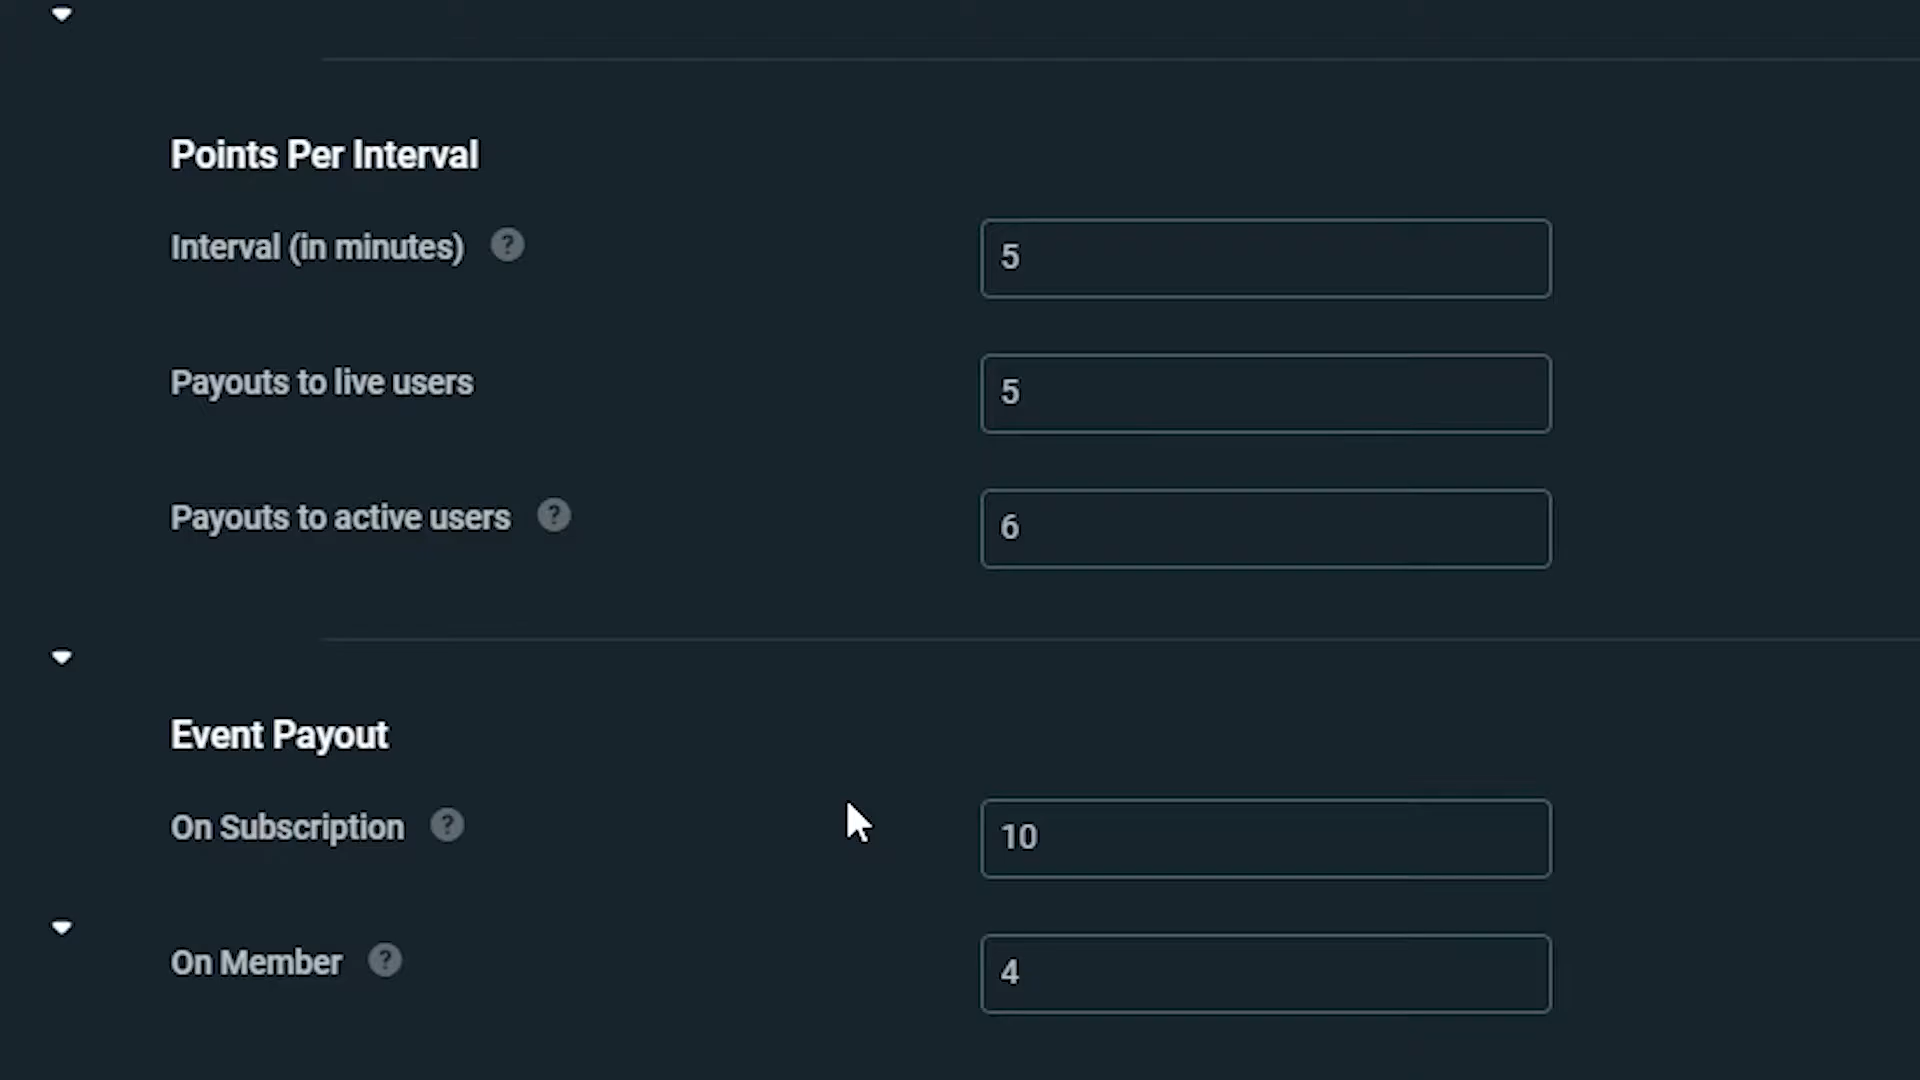 Points Per Interval
Interval (in minutes) ?
5
Payouts to live users
5
Payouts to active users ?
6
Event Payout
On Subscription ?
10
On Member ?
4